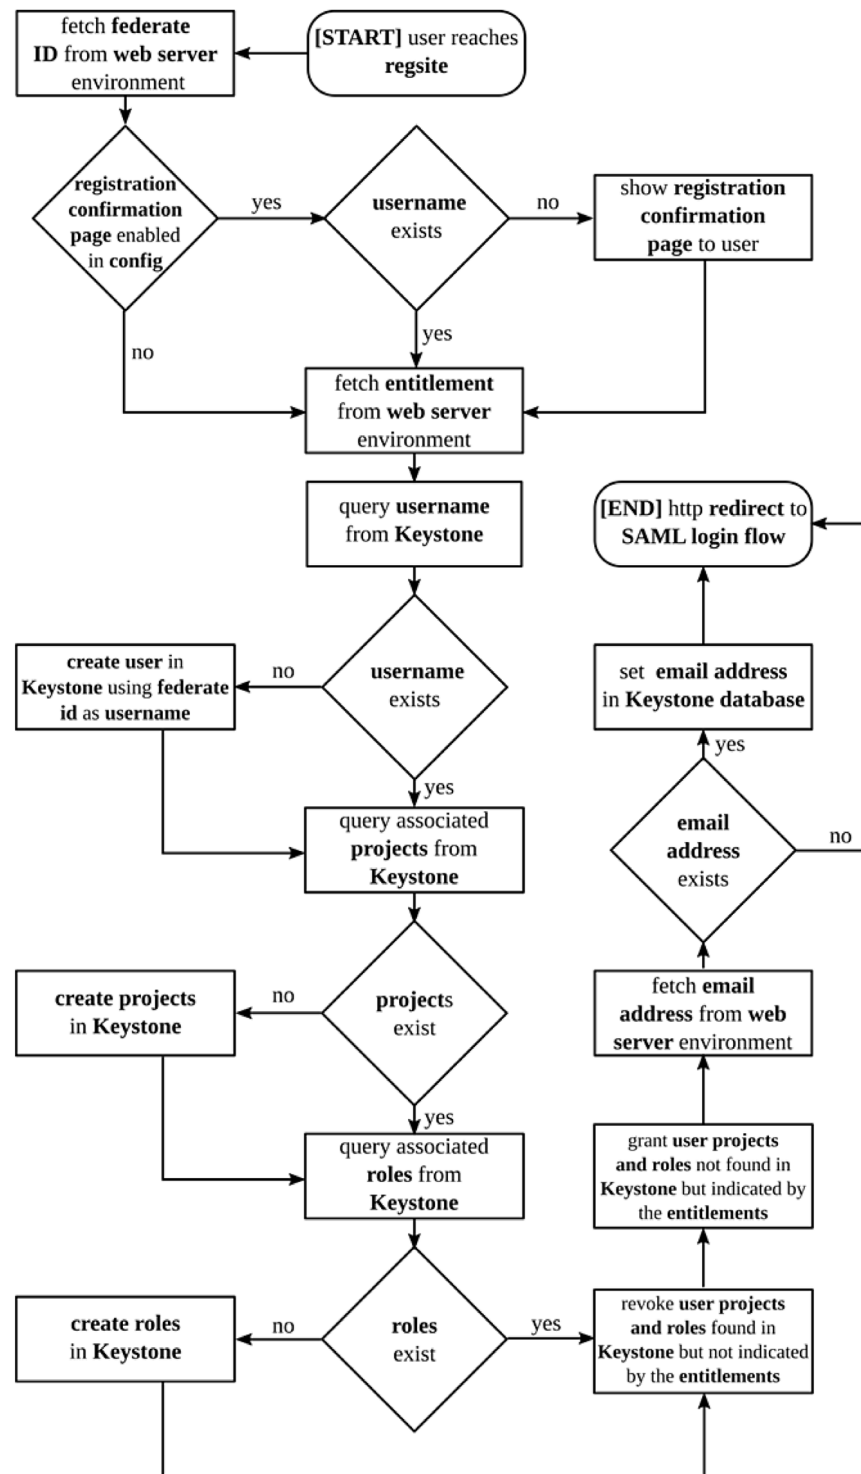 fetch federate
ID from web server
environment
[START] user reaches
regsite
registration
confirmation
page enabled
in config
yes
username
exists
no
show registration
confirmation
page to user
no
yes
fetch entitlement
from web server
environment
query username
from Keystone
[END] http redirect to
SAML login flow
create user in
Keystone using federate
id as username
no
username
exists
set email address
in Keystone database
yes
yes
query associated
projects from
Keystone
email
address
exists
no
create projects
in Keystone
no
projects
exist
fetch email
address from web
server environment
yes
query associated
roles from
Keystone
grant user projects
and roles not found in
Keystone but indicated by
the entitlements
create roles
in Keystone
no
roles
exist
yes
revoke user projects
and roles found in
Keystone but not indicated
by the entitlements